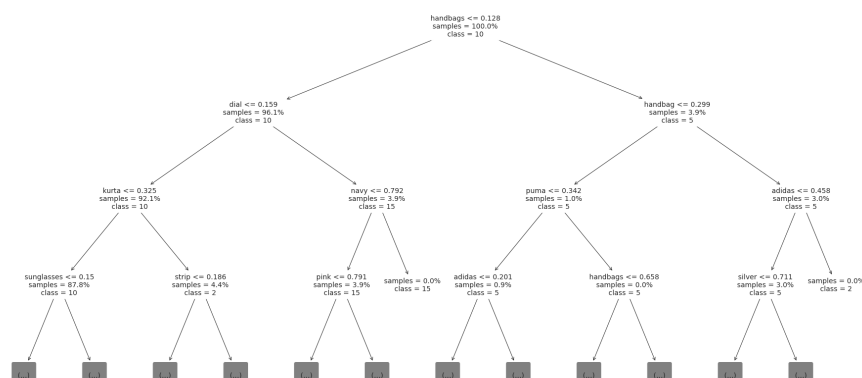 handbags <= 0.128
samples = 100.0%
class = 10
dial <= 0.159
samples = 96.1%
class = 10
handbag <= 0.299
samples = 3.9%
class = 5
kurta <= 0.325
samples = 92.1%
class = 10
navy <= 0.792
samples = 3.9%
class = 15
puma <= 0.342
samples = 1.0%
class = 5
adidas <= 0.458
samples = 3.0%
class = 5
sunglasses <= 0.15
samples = 87.8%
class = 10
strip <= 0.186
samples = 4.4%
class = 2
pink <= 0.791
samples = 3.9%
class = 15
samples = 0.0%
class = 15
adidas <= 0.201
samples = 0.9%
class = 5
handbags <= 0.658
samples = 0.0%
class = 5
silver <= 0.711
samples = 3.0%
class = 5
samples = 0.0%
class = 2
(...)
(...)
(...)
(...)
(...)
(...)
(...)
(...)
(...)
(...)
(...)
(...)